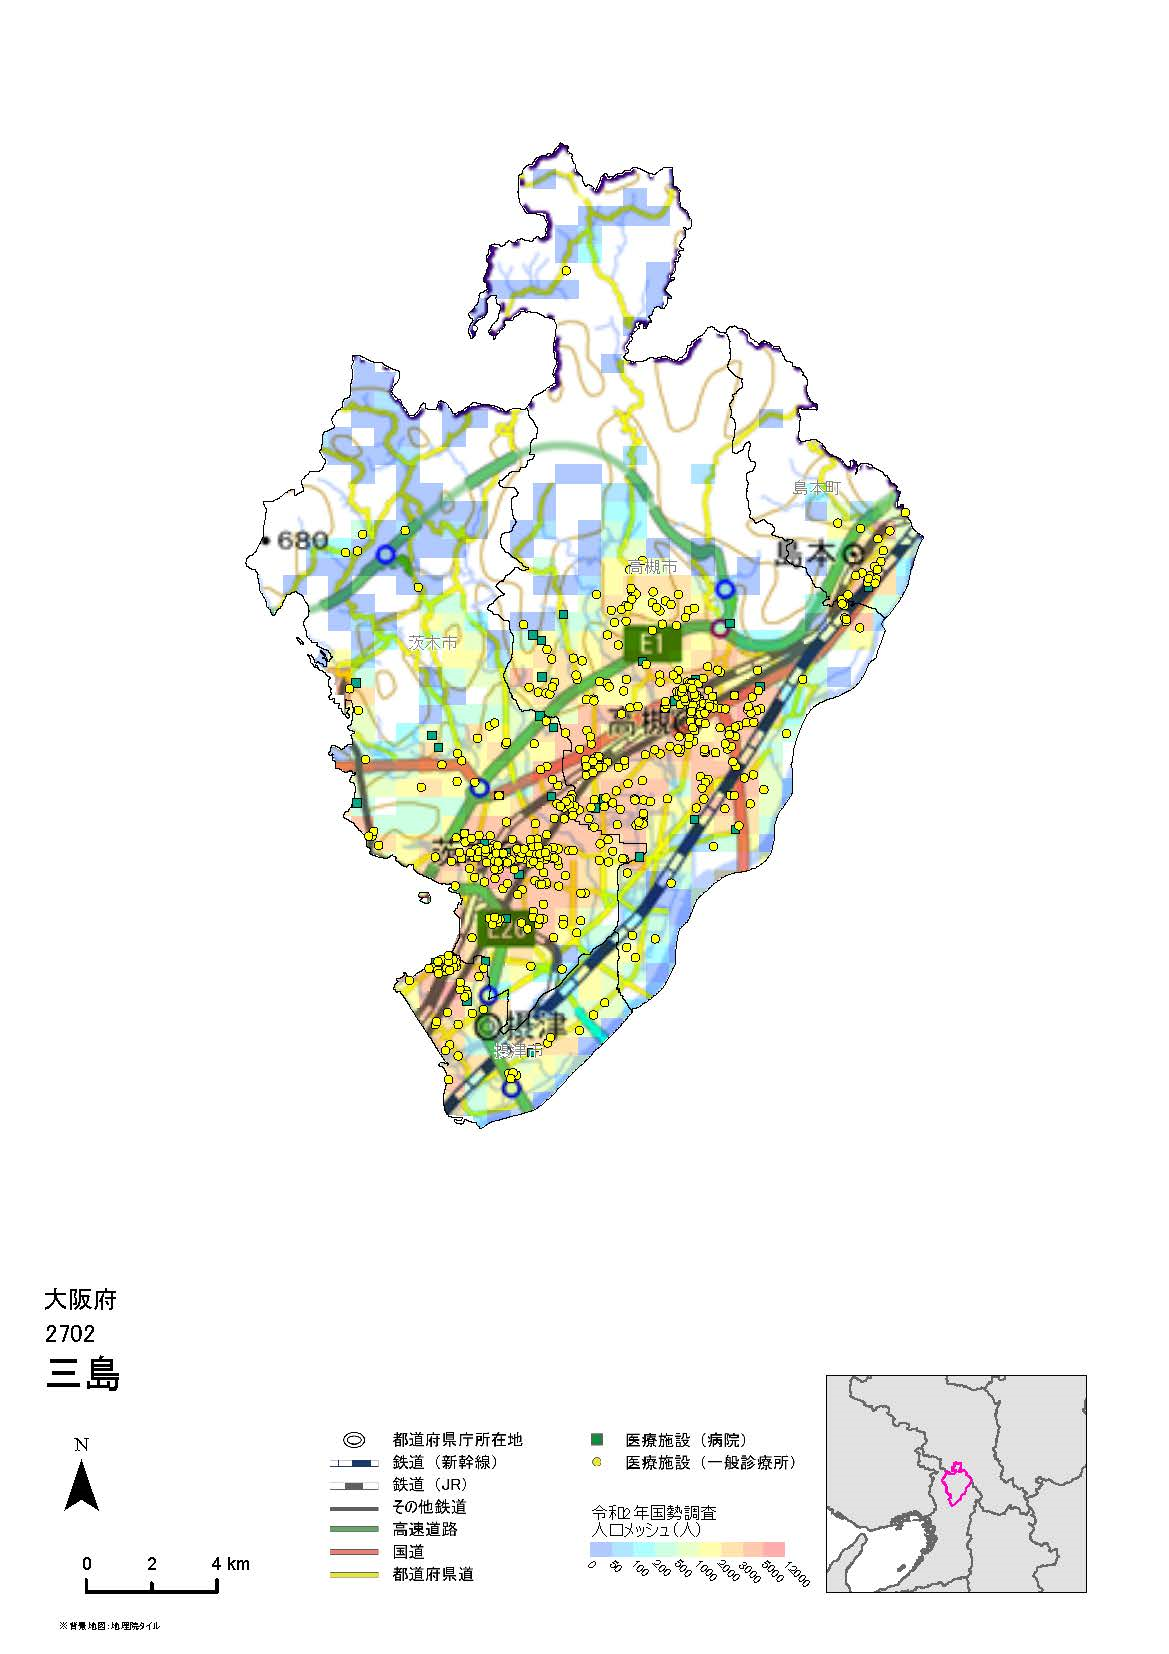 680
島本町
島本
高槻市
茨木市
E1
高槻
茨
摂津
摂津市
大阪府
2702
三島
N
0 2 4 km
※背景地図：地理院タイル
都道府県庁所在地
鉄道（新幹線）
鉄道（JR）
その他鉄道
高速道路
国道
都道府県道
医療施設（病院）
医療施設（一般診療所）
令和2年国勢調査
人口メッシュ(人)
0 50 100 200 500 1000 2000 3000 5000 12000